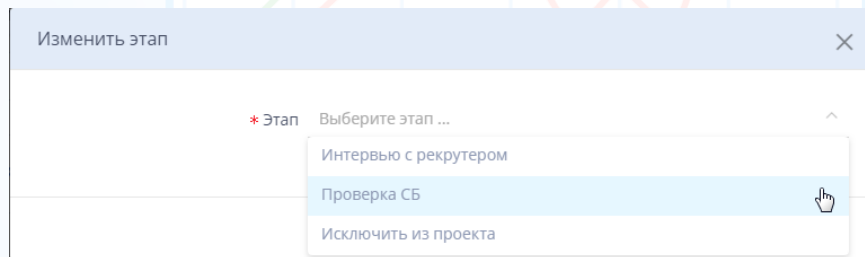 Изменить этап
* Этап Выберите этап ...
Интервью с рекрутером
Проверка СБ
Исключить из проекта